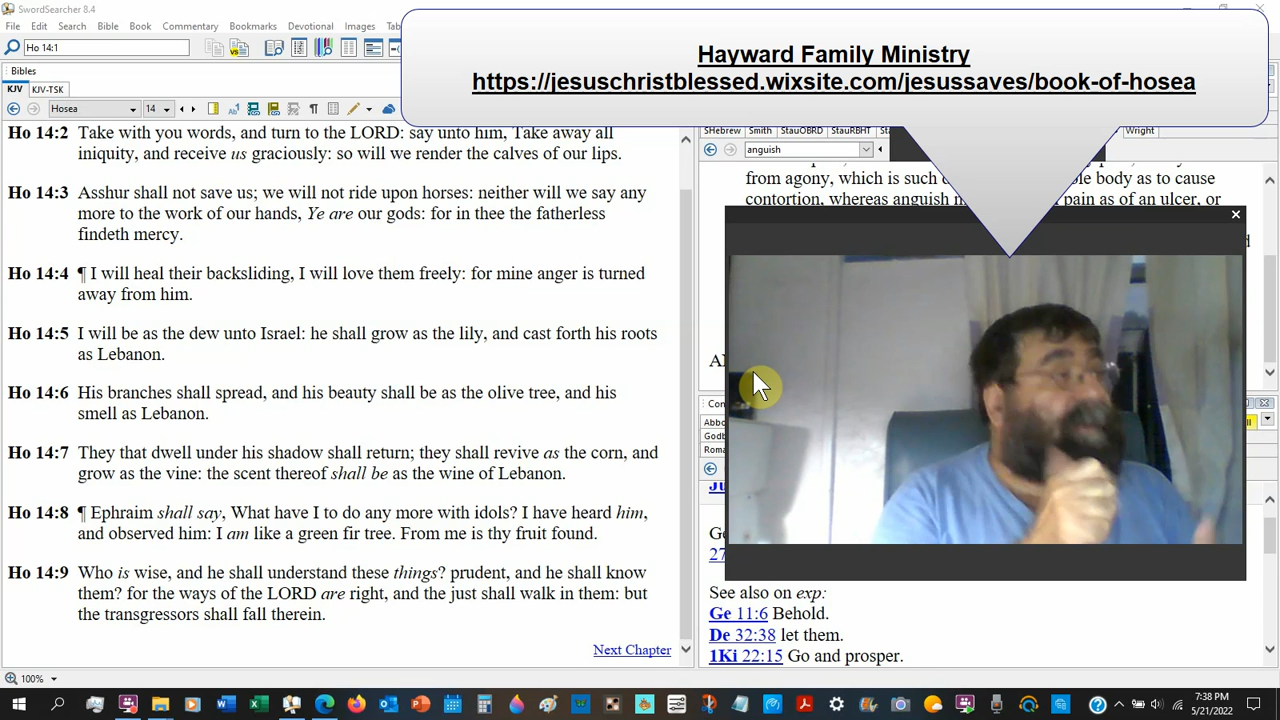 SwordSearcher 8.4
File Edit Search Bible Book Commentary Bookmarks Devotional Images
Hayward Family Ministry
https://jesuschristblessed.wixsite.com/jesussaves/book-of-hosea
Ho 14:1
Bibles
KJV KJV-TSK
Hosea 14
Ho 14:2 Take with you words, and turn to the LORD: say unto him, Take away all
iniquity, and receive us graciously: so will we render the calves of our lips.
Ho 14:3 Asshur shall not save us; we will not ride upon horses: neither will we say any
more to the work of our hands, Ye are our gods: for in thee the fatherless
findeth mercy.
Ho 14:4 ¶ I will heal their backsliding, I will love them freely: for mine anger is turned
away from him.
Ho 14:5 I will be as the dew unto Israel: he shall grow as the lily, and cast forth his roots
as Lebanon.
Ho 14:6 His branches shall spread, and his beauty shall be as the olive tree, and his
smell as Lebanon.
Ho 14:7 They that dwell under his shadow shall return; they shall revive as the corn, and
grow as the vine: the scent thereof shall be as the wine of Lebanon.
Ho 14:8 ¶ Ephraim shall say, What have I to do any more with idols? I have heard him,
and observed him: I am like a green fir tree. From me is thy fruit found.
Ho 14:9 Who is wise, and he shall understand these things? prudent, and he shall know
them? for the ways of the LORD are right, and the just shall walk in them: but
the transgressors shall fall therein.
Next Chapter
100%
SHebrew Smith StauOBRD StauRBHT Wright
anguish
from agony, which is such body as to cause
contortion, whereas anguish pain as of an ulcer, or
See also on exp:
Ge 11:6 Behold.
De 32:38 let them.
1Ki 22:15 Go and prosper.
7:38 PM
5/21/2022